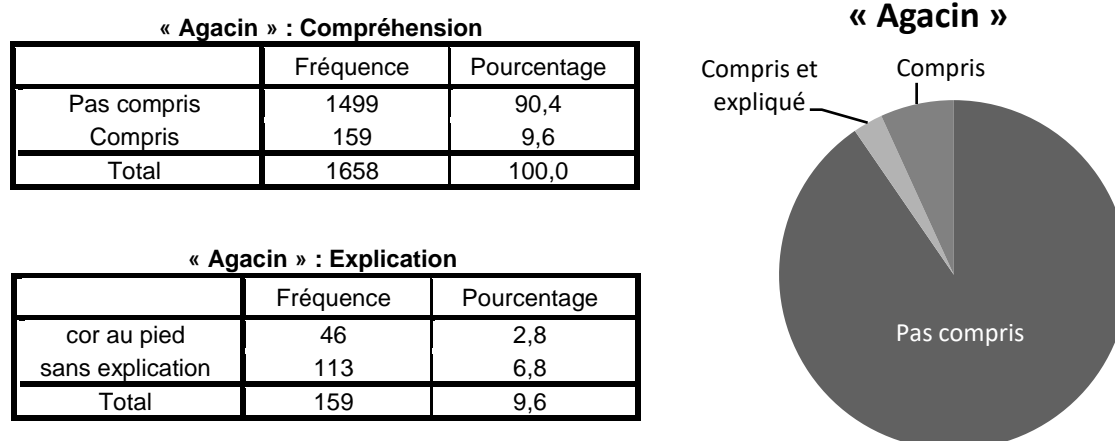 « Agacin » : Compréhension
Fréquence Pourcentage
Pas compris 1499 90,4
Compris 159 9,6
Total 1658 100,0
« Agacin » : Explication
Fréquence Pourcentage
cor au pied 46 2,8
sans explication 113 6,8
Total 159 9,6
« Agacin »
Compris et
expliqué
Compris
Pas compris